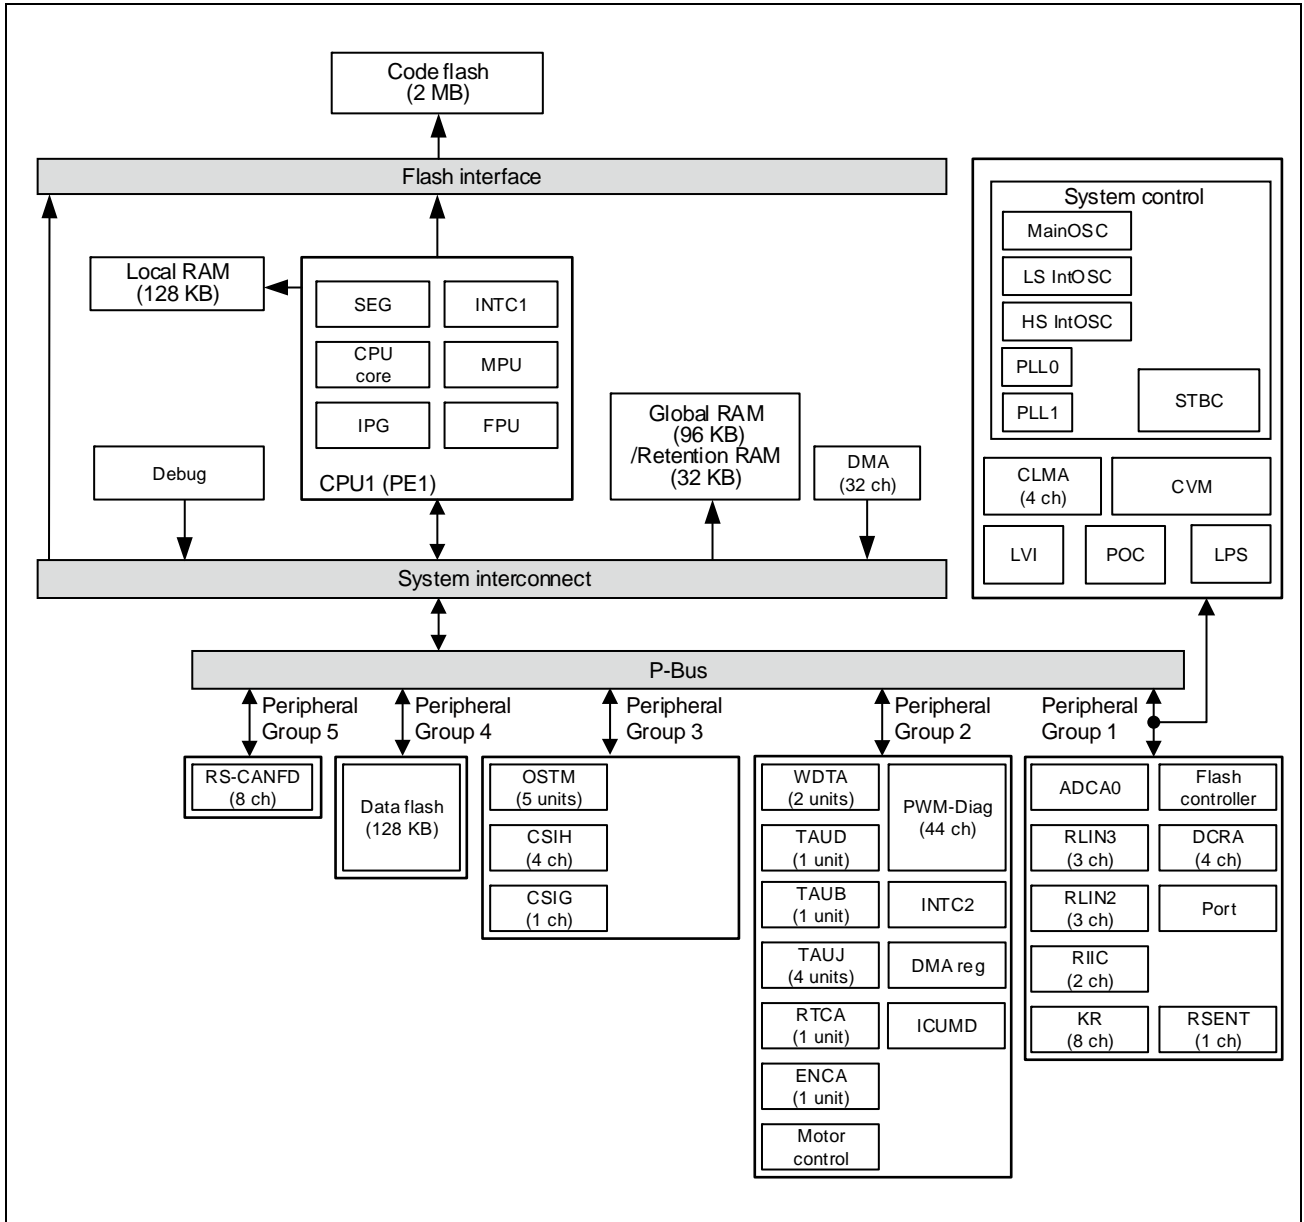 Code flash
(2 MB)
Flash interface
Local RAM
(128 KB)
SEG
INTC1
CPU
core
MPU
IPG
FPU
CPU1 (PE1)
Debug
Global RAM
(96 KB)
/Retention RAM
(32 KB)
DMA
(32 ch)
System interconnect
System control
MainOSC
LS IntOSC
HS IntOSC
PLL0
PLL1
STBC
CLMA
(4 ch)
CVM
LVI
POC
LPS
P-Bus
Peripheral
Group 5
Peripheral
Group 4
Peripheral
Group 3
Peripheral
Group 2
Peripheral
Group 1
RS-CANFD
(8 ch)
Data flash
(128 KB)
OSTM
(5 units)
CSIH
(4 ch)
CSIG
(1 ch)
WDTA
(2 units)
PWM-Diag
(44 ch)
TAUD
(1 unit)
TAUB
(1 unit)
INTC2
TAUJ
(4 units)
DMA reg
RTCA
(1 unit)
ICUMD
ENCA
(1 unit)
Motor
control
ADCA0
Flash
controller
RLIN3
(3 ch)
DCRA
(4 ch)
RLIN2
(3 ch)
Port
RIIC
(2 ch)
KR
(8 ch)
RSENT
(1 ch)